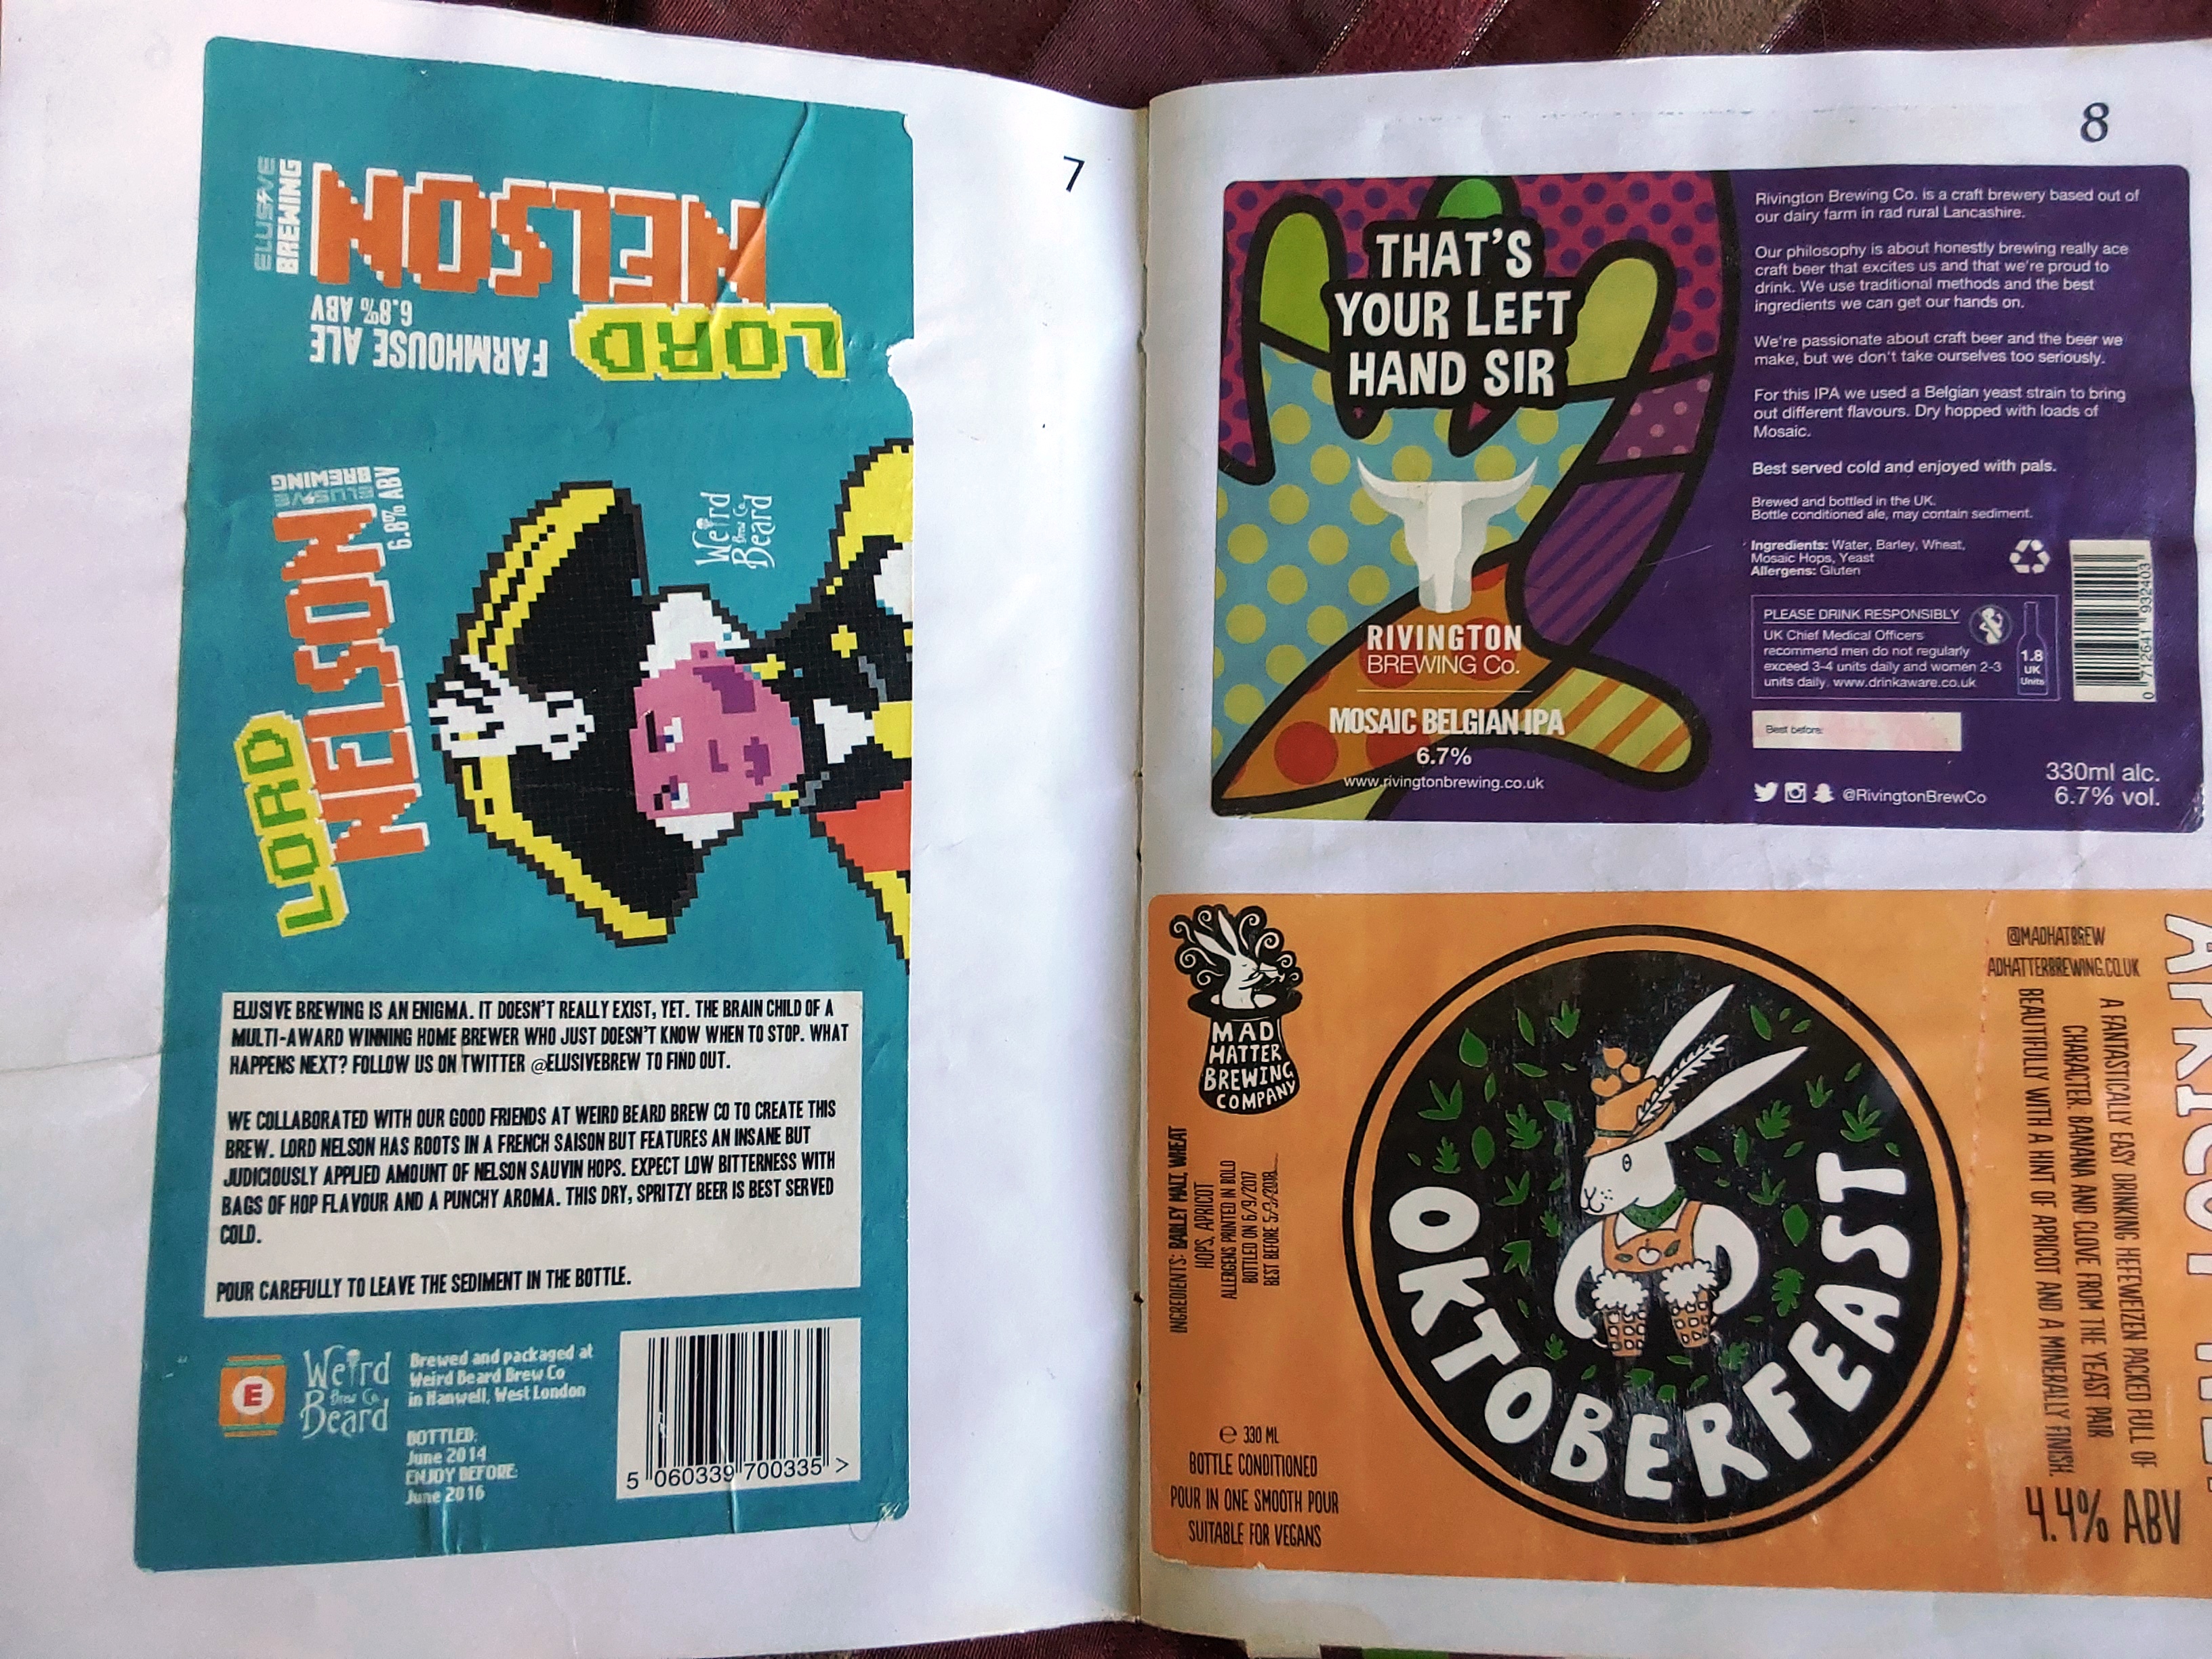 7
ELUSIVE
BREWING
NELSON
LORD
FARMHOUSE ALE
6.8% ABV
LORD
NELSON
ELUSIVE
BREWING
6.8% ABV
Weird
Brew Co.
Beard
ELUSIVE BREWING IS AN ENIGMA. IT DOESN'T REALLY EXIST, YET. THE BRAIN CHILD OF A
MULTI-AWARD WINNING HOME BREWER WHO JUST DOESN'T KNOW WHEN TO STOP. WHAT
HAPPENS NEXT? FOLLOW US ON TWITTER @ELUSIVEBREW TO FIND OUT.
WE COLLABORATED WITH OUR GOOD FRIENDS AT WEIRD BEARD BREW CO TO CREATE THIS
BREW. LORD NELSON HAS ROOTS IN A FRENCH SAISON BUT FEATURES AN INSANE BUT
JUDICIOUSLY APPLIED AMOUNT OF NELSON SAUVIN HOPS. EXPECT LOW BITTERNESS WITH
BAGS OF HOP FLAVOUR AND A PUNCHY AROMA. THIS DRY, SPRITZY BEER IS BEST SERVED
COLD.
POUR CAREFULLY TO LEAVE THE SEDIMENT IN THE BOTTLE.
E
Weird
Brew Co.
Beard
Brewed and packaged at
Weird Beard Brew Co
in Hanwell, West London
BOTTLED:
June 2014
ENJOY BEFORE:
June 2016
5 060339 700335 >
8
THAT'S
YOUR LEFT
HAND SIR
RIVINGTON
BREWING Co.
MOSAIC BELGIAN IPA
6.7%
www.rivingtonbrewing.co.uk
Rivington Brewing Co. is a craft brewery based out of
our dairy farm in rad rural Lancashire.
Our philosophy is about honestly brewing really ace
craft beer that excites us and that we're proud to
drink. We use traditional methods and the best
ingredients we can get our hands on.
We're passionate about craft beer and the beer we
make, but we don't take ourselves too seriously.
For this IPA we used a Belgian yeast strain to bring
out different flavours. Dry hopped with loads of
Mosaic.
Best served cold and enjoyed with pals.
Brewed and bottled in the UK.
Bottle conditioned ale, may contain sediment.
Ingredients: Water, Barley, Wheat,
Mosaic Hops, Yeast
Allergens: Gluten
PLEASE DRINK RESPONSIBLY
UK Chief Medical Officers
recommend men do not regularly
exceed 3-4 units daily and women 2-3
units daily. www.drinkaware.co.uk
1.8
UK
Units
0 712641 932403
Best before:
@RivingtonBrewCo
330ml alc.
6.7% vol.
MAD
HATTER
BREWING
COMPANY
INGREDIENTS: BARLEY MALT, WHEAT
HOPS, APRICOT
ALLERGENS PRINTED IN BOLD
BOTTLED ON 6/9/2017
BEST BEFORE 5/3/2018
e 330 ML
BOTTLE CONDITIONED
POUR IN ONE SMOOTH POUR
SUITABLE FOR VEGANS
OKTOBERFEAST
@MADHATBREW
ADHATTERBREWING.CO.UK
A FANTASTICALLY EASY DRINKING HEFEWEIZEN PACKED FULL OF
CHARACTER. BANANA AND CLOVE FROM THE YEAST PAIR
BEAUTIFULLY WITH A HINT OF APRICOT AND A MINERALLY FINISH.
4.4% ABV